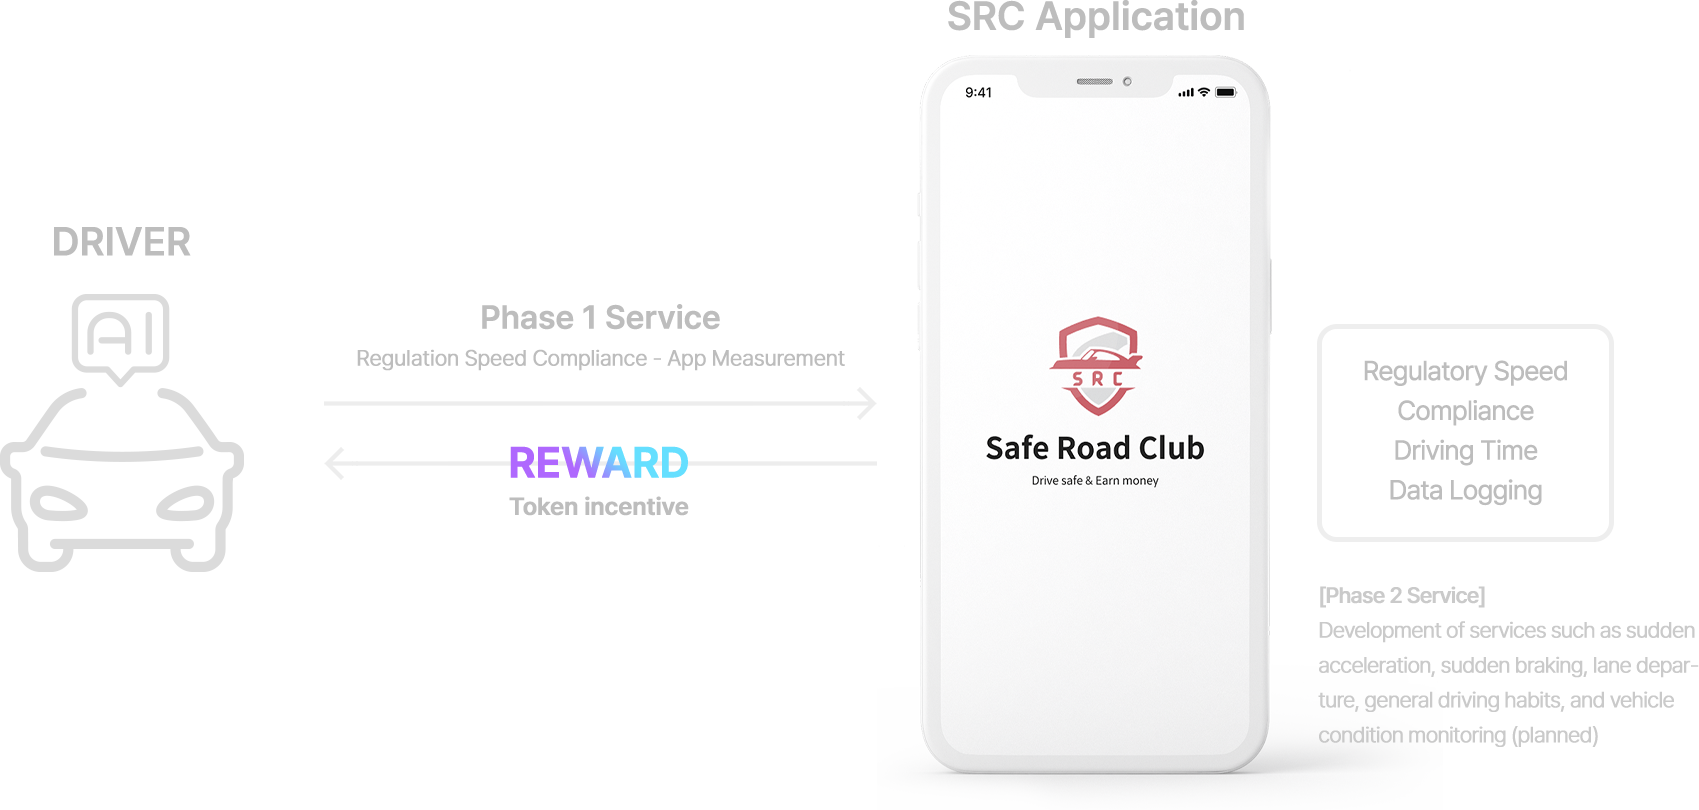 SRC Application
9:41
DRIVER
AI
Phase 1 Service
Regulation Speed Compliance - App Measurement
REWARD
Token incentive
SRC
Safe Road Club
Drive safe & Earn money
Regulatory Speed
Compliance
Driving Time
Data Logging
[Phase 2 Service]
Development of services such as sudden
acceleration, sudden braking, lane depar-
ture, general driving habits, and vehicle
condition monitoring (planned)